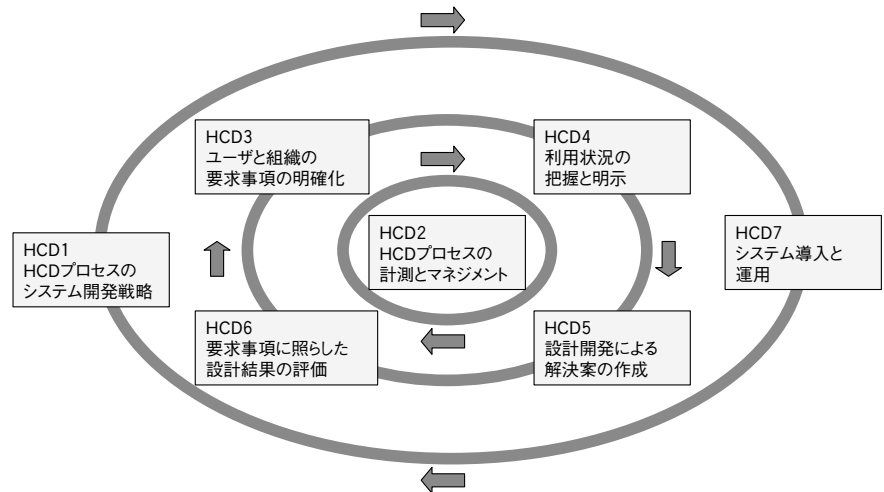 HCD3
ユーザと組織の
要求事項の明確化
HCD4
利用状況の
把握と明示
HCD1
HCDプロセスの
システム開発戦略
HCD2
HCDプロセスの
計測とマネジメント
HCD7
システム導入と
運用
HCD6
要求事項に照らした
設計結果の評価
HCD5
設計開発による
解決案の作成